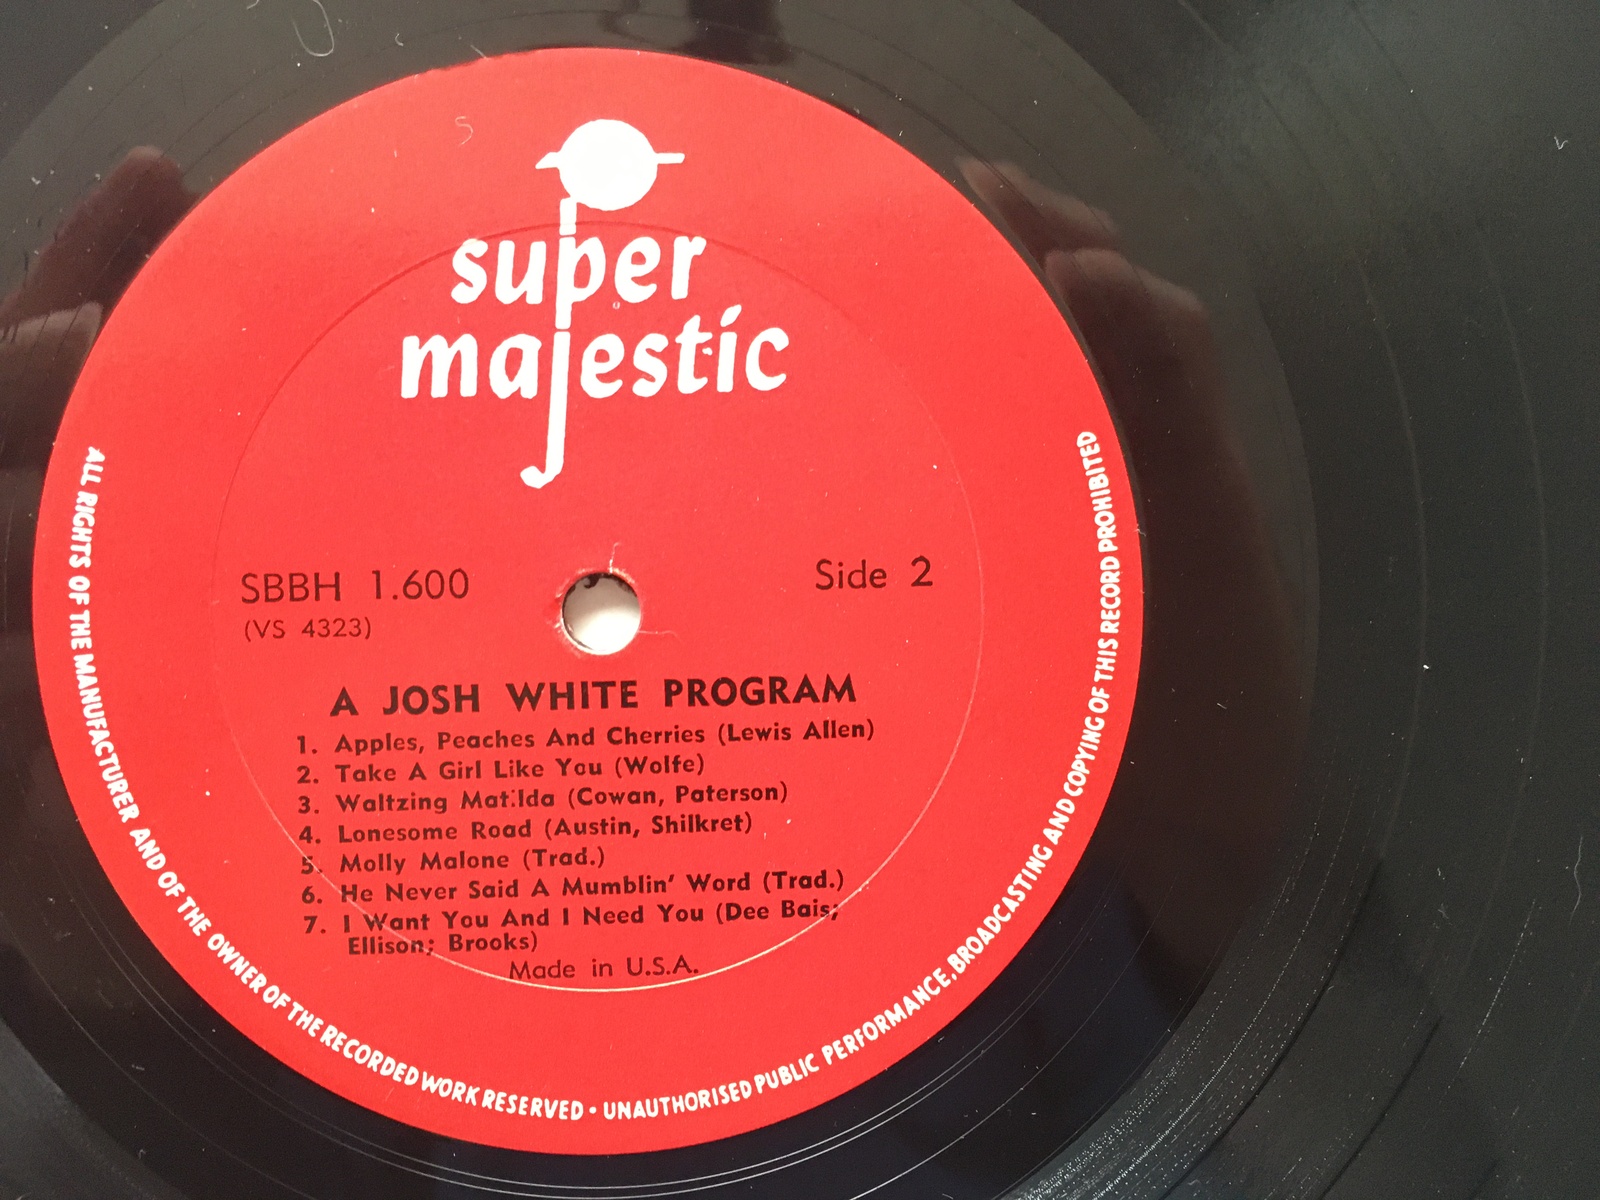 super
majestic
SBBH 1.600
Side 2
(VS 4323)
A JOSH WHITE PROGRAM
1. Apples, Peaches And Cherries (Lewis Allen)
2. Take A Girl Like You (Wolfe)
3. Waltzing Matilda (Cowan, Paterson)
4. Lonesome Road (Austin, Shilkret)
5. Molly Malone (Trad.)
6. He Never Said A Mumblin' Word (Trad.)
7. I Want You And I Need You (Dee Bais;
Ellison; Brooks)
Made in U.S.A.
ALL RIGHTS OF THE MANUFACTURER AND OF THE OWNER OF THE RECORDED WORK RESERVED • UNAUTHORISED PUBLIC PERFORMANCE, BROADCASTING AND COPYING OF THIS RECORD PROHIBITED